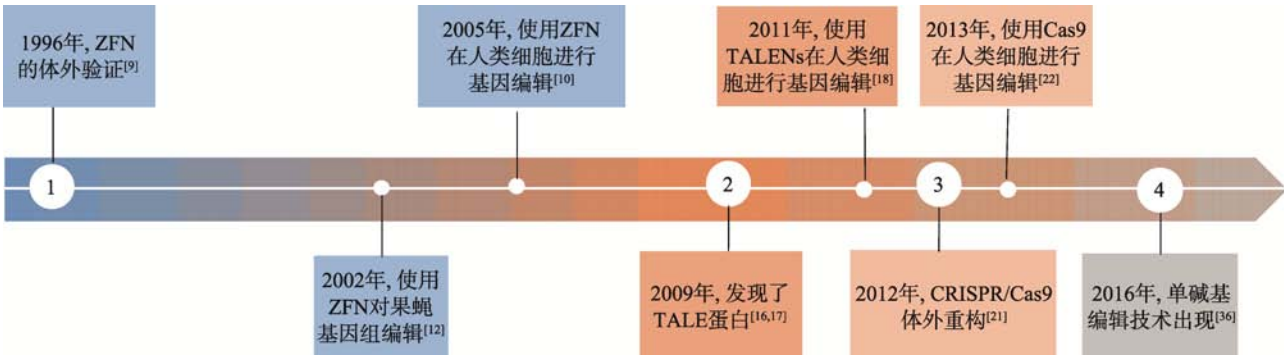 1996年, ZFN
的体外验证[9]
2005年, 使用ZFN
在人类细胞进行
基因编辑[10]
2011年, 使用
TALENs在人类细
胞进行基因编辑[18]
2013年, 使用Cas9
在人类细胞进行
基因编辑[22]
1
2
3
4
2002年, 使用
ZFN对果蝇
基因组编辑[12]
2009年, 发现了
TALE蛋白[16,17]
2012年, CRISPR/Cas9
体外重构[21]
2016年, 单碱基
编辑技术出现[36]